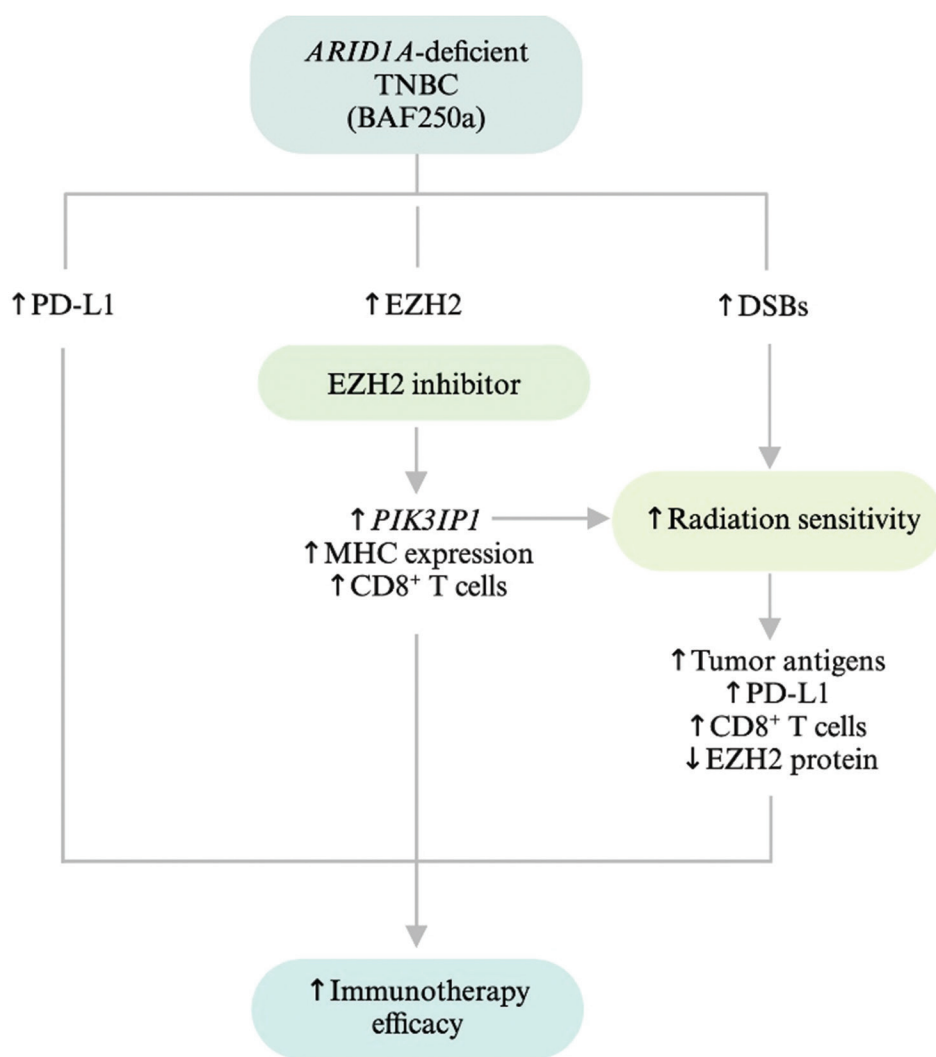 ARID1A-deficient
TNBC
(BAF250a)
↑PD-L1
↑EZH2
↑DSBs
EZH2 inhibitor
↑PIK3IP1
↑MHC expression
↑CD8⁺ T cells
↑Radiation sensitivity
↑Tumor antigens
↑PD-L1
↑CD8⁺ T cells
↓EZH2 protein
↑Immunotherapy
efficacy